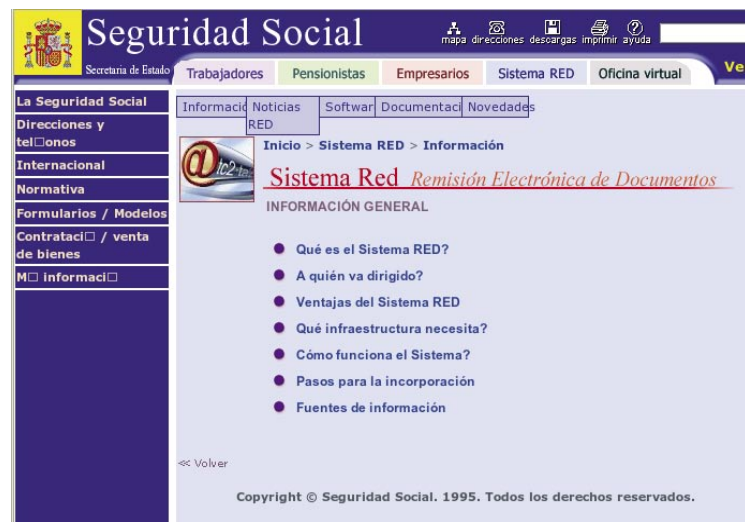 Seguridad Social
Secretaria de Estado
mapa direcciones descargas imprimir ayuda
Trabajadores Pensionistas Empresarios Sistema RED Oficina virtual
Ve
La Seguridad Social
Direcciones y
tel□onos
Internacional
Normativa
Formularios / Modelos
Contrataci□ / venta
de bienes
M□ informaci□
Informació Noticias Softwar Documentaci Novedades
RED
Inicio > Sistema RED > Información
Sistema Red Remisión Electrónica de Documentos
INFORMACIÓN GENERAL
Qué es el Sistema RED?
A quién va dirigido?
Ventajas del Sistema RED
Qué infraestructura necesita?
Cómo funciona el Sistema?
Pasos para la incorporación
Fuentes de información
<< Volver
Copyright © Seguridad Social. 1995. Todos los derechos reservados.